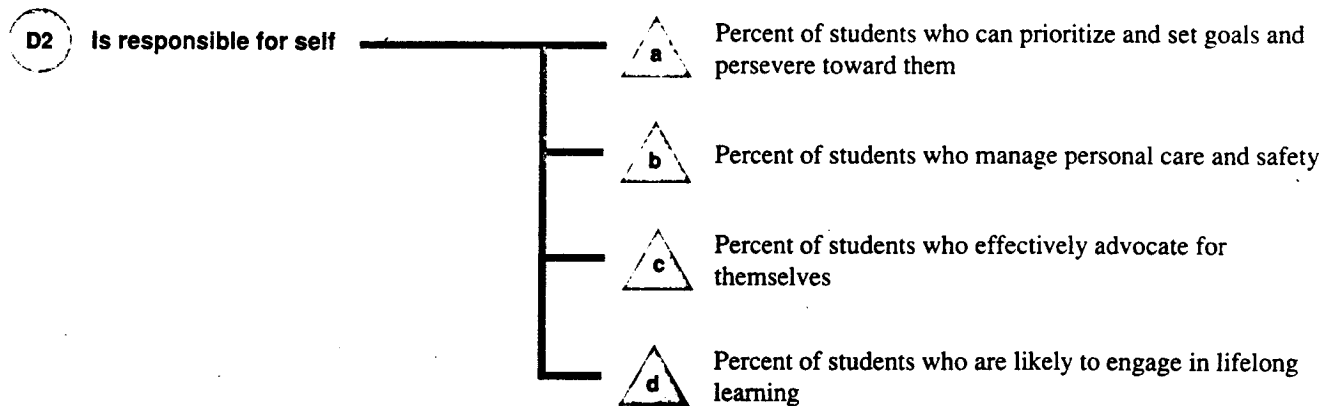 D2 Is responsible for self
a Percent of students who can prioritize and set goals and
persevere toward them
b Percent of students who manage personal care and safety
c Percent of students who effectively advocate for
themselves
d Percent of students who are likely to engage in lifelong
learning